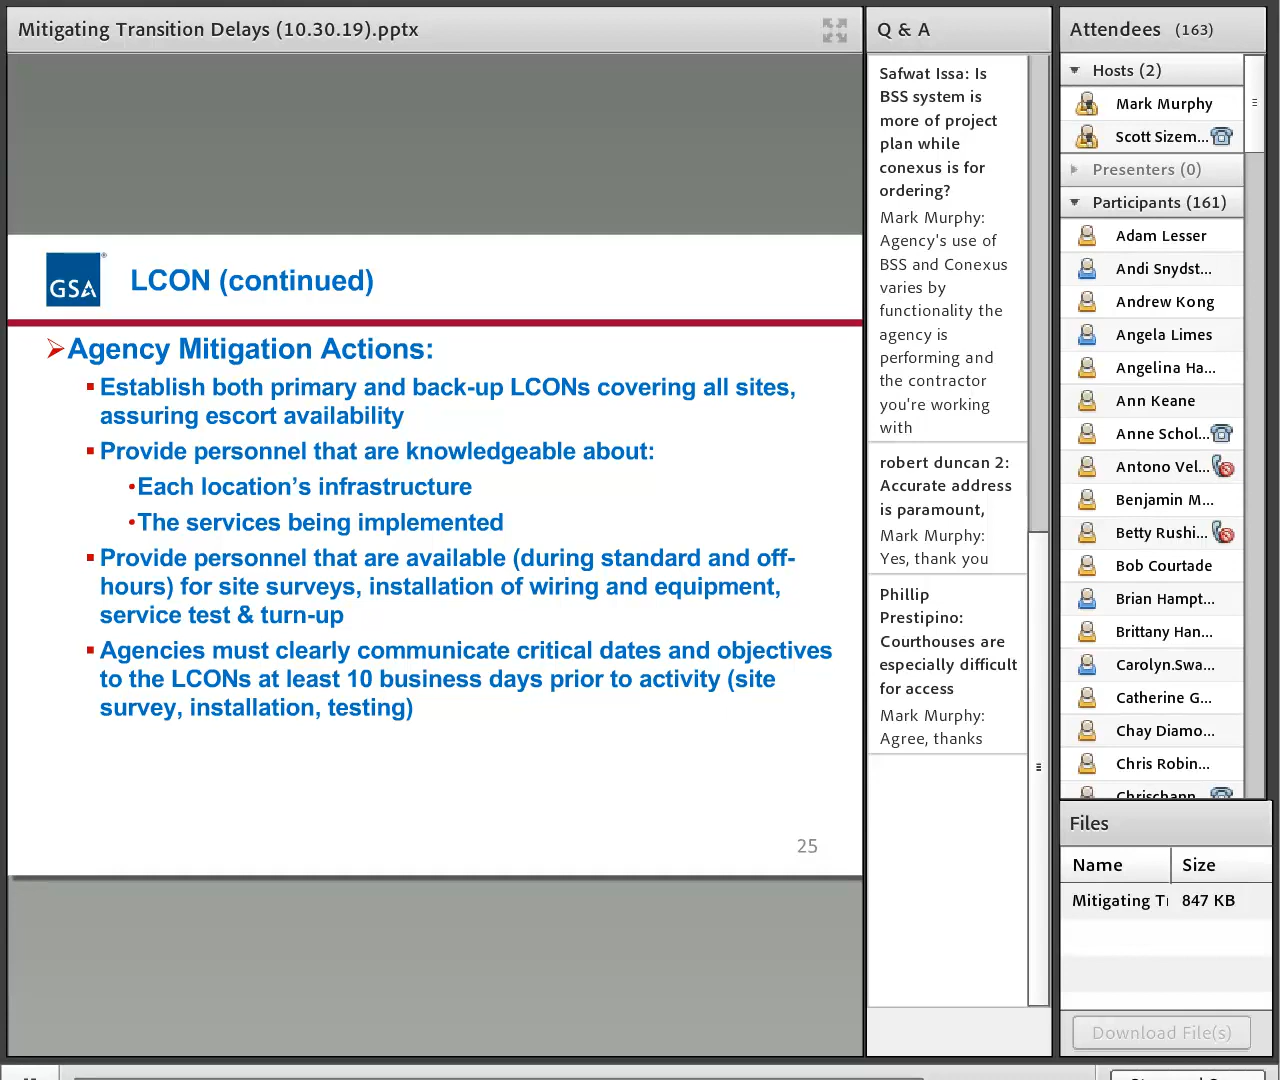 Mitigating Transition Delays (10.30.19).pptx
GSA
LCON (continued)
Agency Mitigation Actions:
Establish both primary and back-up LCONs covering all sites,
assuring escort availability
Provide personnel that are knowledgeable about:
Each location’s infrastructure
The services being implemented
Provide personnel that are available (during standard and off-
hours) for site surveys, installation of wiring and equipment,
service test & turn-up
Agencies must clearly communicate critical dates and objectives
to the LCONs at least 10 business days prior to activity (site
survey, installation, testing)
25
Q & A
Safwat Issa: Is
BSS system is
more of project
plan while
conexus is for
ordering?
Mark Murphy:
Agency's use of
BSS and Conexus
varies by
functionality the
agency is
performing and
the contractor
you're working
with
robert duncan 2:
Accurate address
is paramount,
Mark Murphy:
Yes, thank you
Phillip
Prestipino:
Courthouses are
especially difficult
for access
Mark Murphy:
Agree, thanks
Attendees (163)
Hosts (2)
Mark Murphy
Scott Sizem...
Presenters (0)
Participants (161)
Adam Lesser
Andi Snydst...
Andrew Kong
Angela Limes
Angelina Ha...
Ann Keane
Anne Schol...
Antono Vel...
Benjamin M...
Betty Rushi...
Bob Courtade
Brian Hampt...
Brittany Han...
Carolyn.Swa...
Catherine G...
Chay Diamo...
Chris Robin...
Files
Name Size
Mitigating 847 KB
Download File(s)